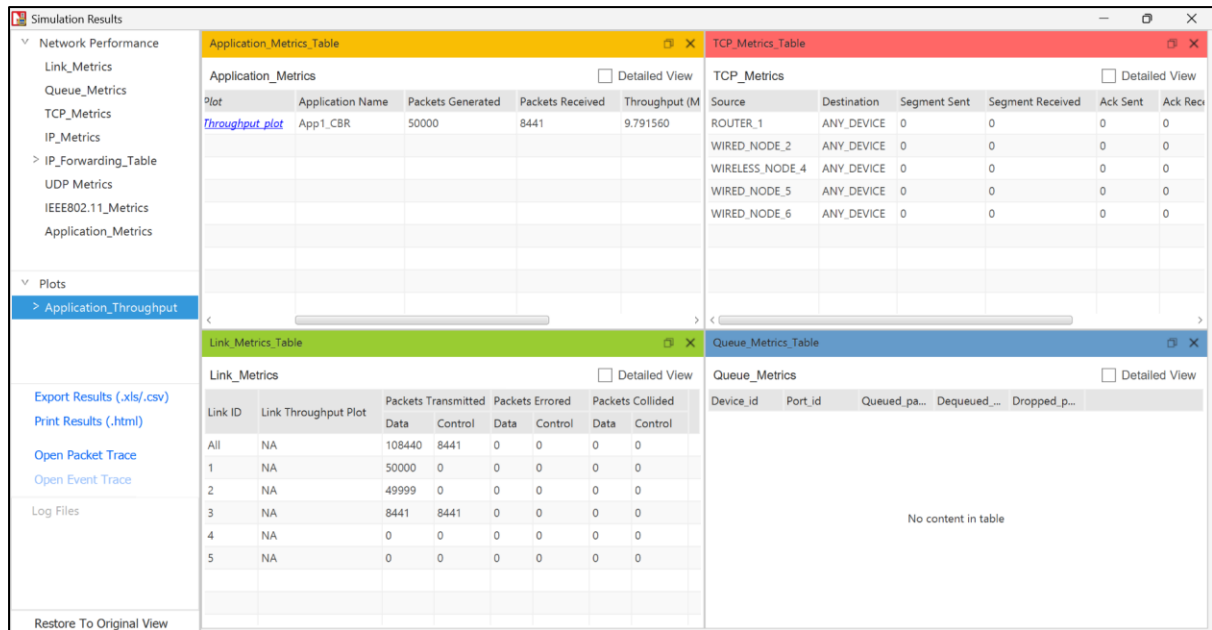 Simulation Results
Network Performance
Link_Metrics
Queue_Metrics
TCP_Metrics
IP_Metrics
> IP_Forwarding_Table
UDP Metrics
IEEE802.11_Metrics
Application_Metrics
Plots
> Application_Throughput
Export Results (.xls/.csv)
Print Results (.html)
Open Packet Trace
Open Event Trace
Log Files
Restore To Original View
Application_Metrics_Table
Application_Metrics Detailed View
Plot Application Name Packets Generated Packets Received Throughput (M
Throughput_plot App1_CBR 50000 8441 9.791560
TCP_Metrics_Table
TCP_Metrics Detailed View
Source Destination Segment Sent Segment Received Ack Sent Ack Rece
ROUTER_1 ANY_DEVICE 0 0 0 0
WIRED_NODE_2 ANY_DEVICE 0 0 0 0
WIRELESS_NODE_4 ANY_DEVICE 0 0 0 0
WIRED_NODE_5 ANY_DEVICE 0 0 0 0
WIRED_NODE_6 ANY_DEVICE 0 0 0 0
Link_Metrics_Table
Link_Metrics Detailed View
Link ID Link Throughput Plot Packets Transmitted Packets Errored Packets Collided
Data Control Data Control Data Control
All NA 108440 8441 0 0 0 0
1 NA 50000 0 0 0 0 0
2 NA 49999 0 0 0 0 0
3 NA 8441 8441 0 0 0 0
4 NA 0 0 0 0 0 0
5 NA 0 0 0 0 0 0
Queue_Metrics_Table
Queue_Metrics Detailed View
Device_id Port_id Queued_pa... Dequeued_... Dropped_p...
No content in table